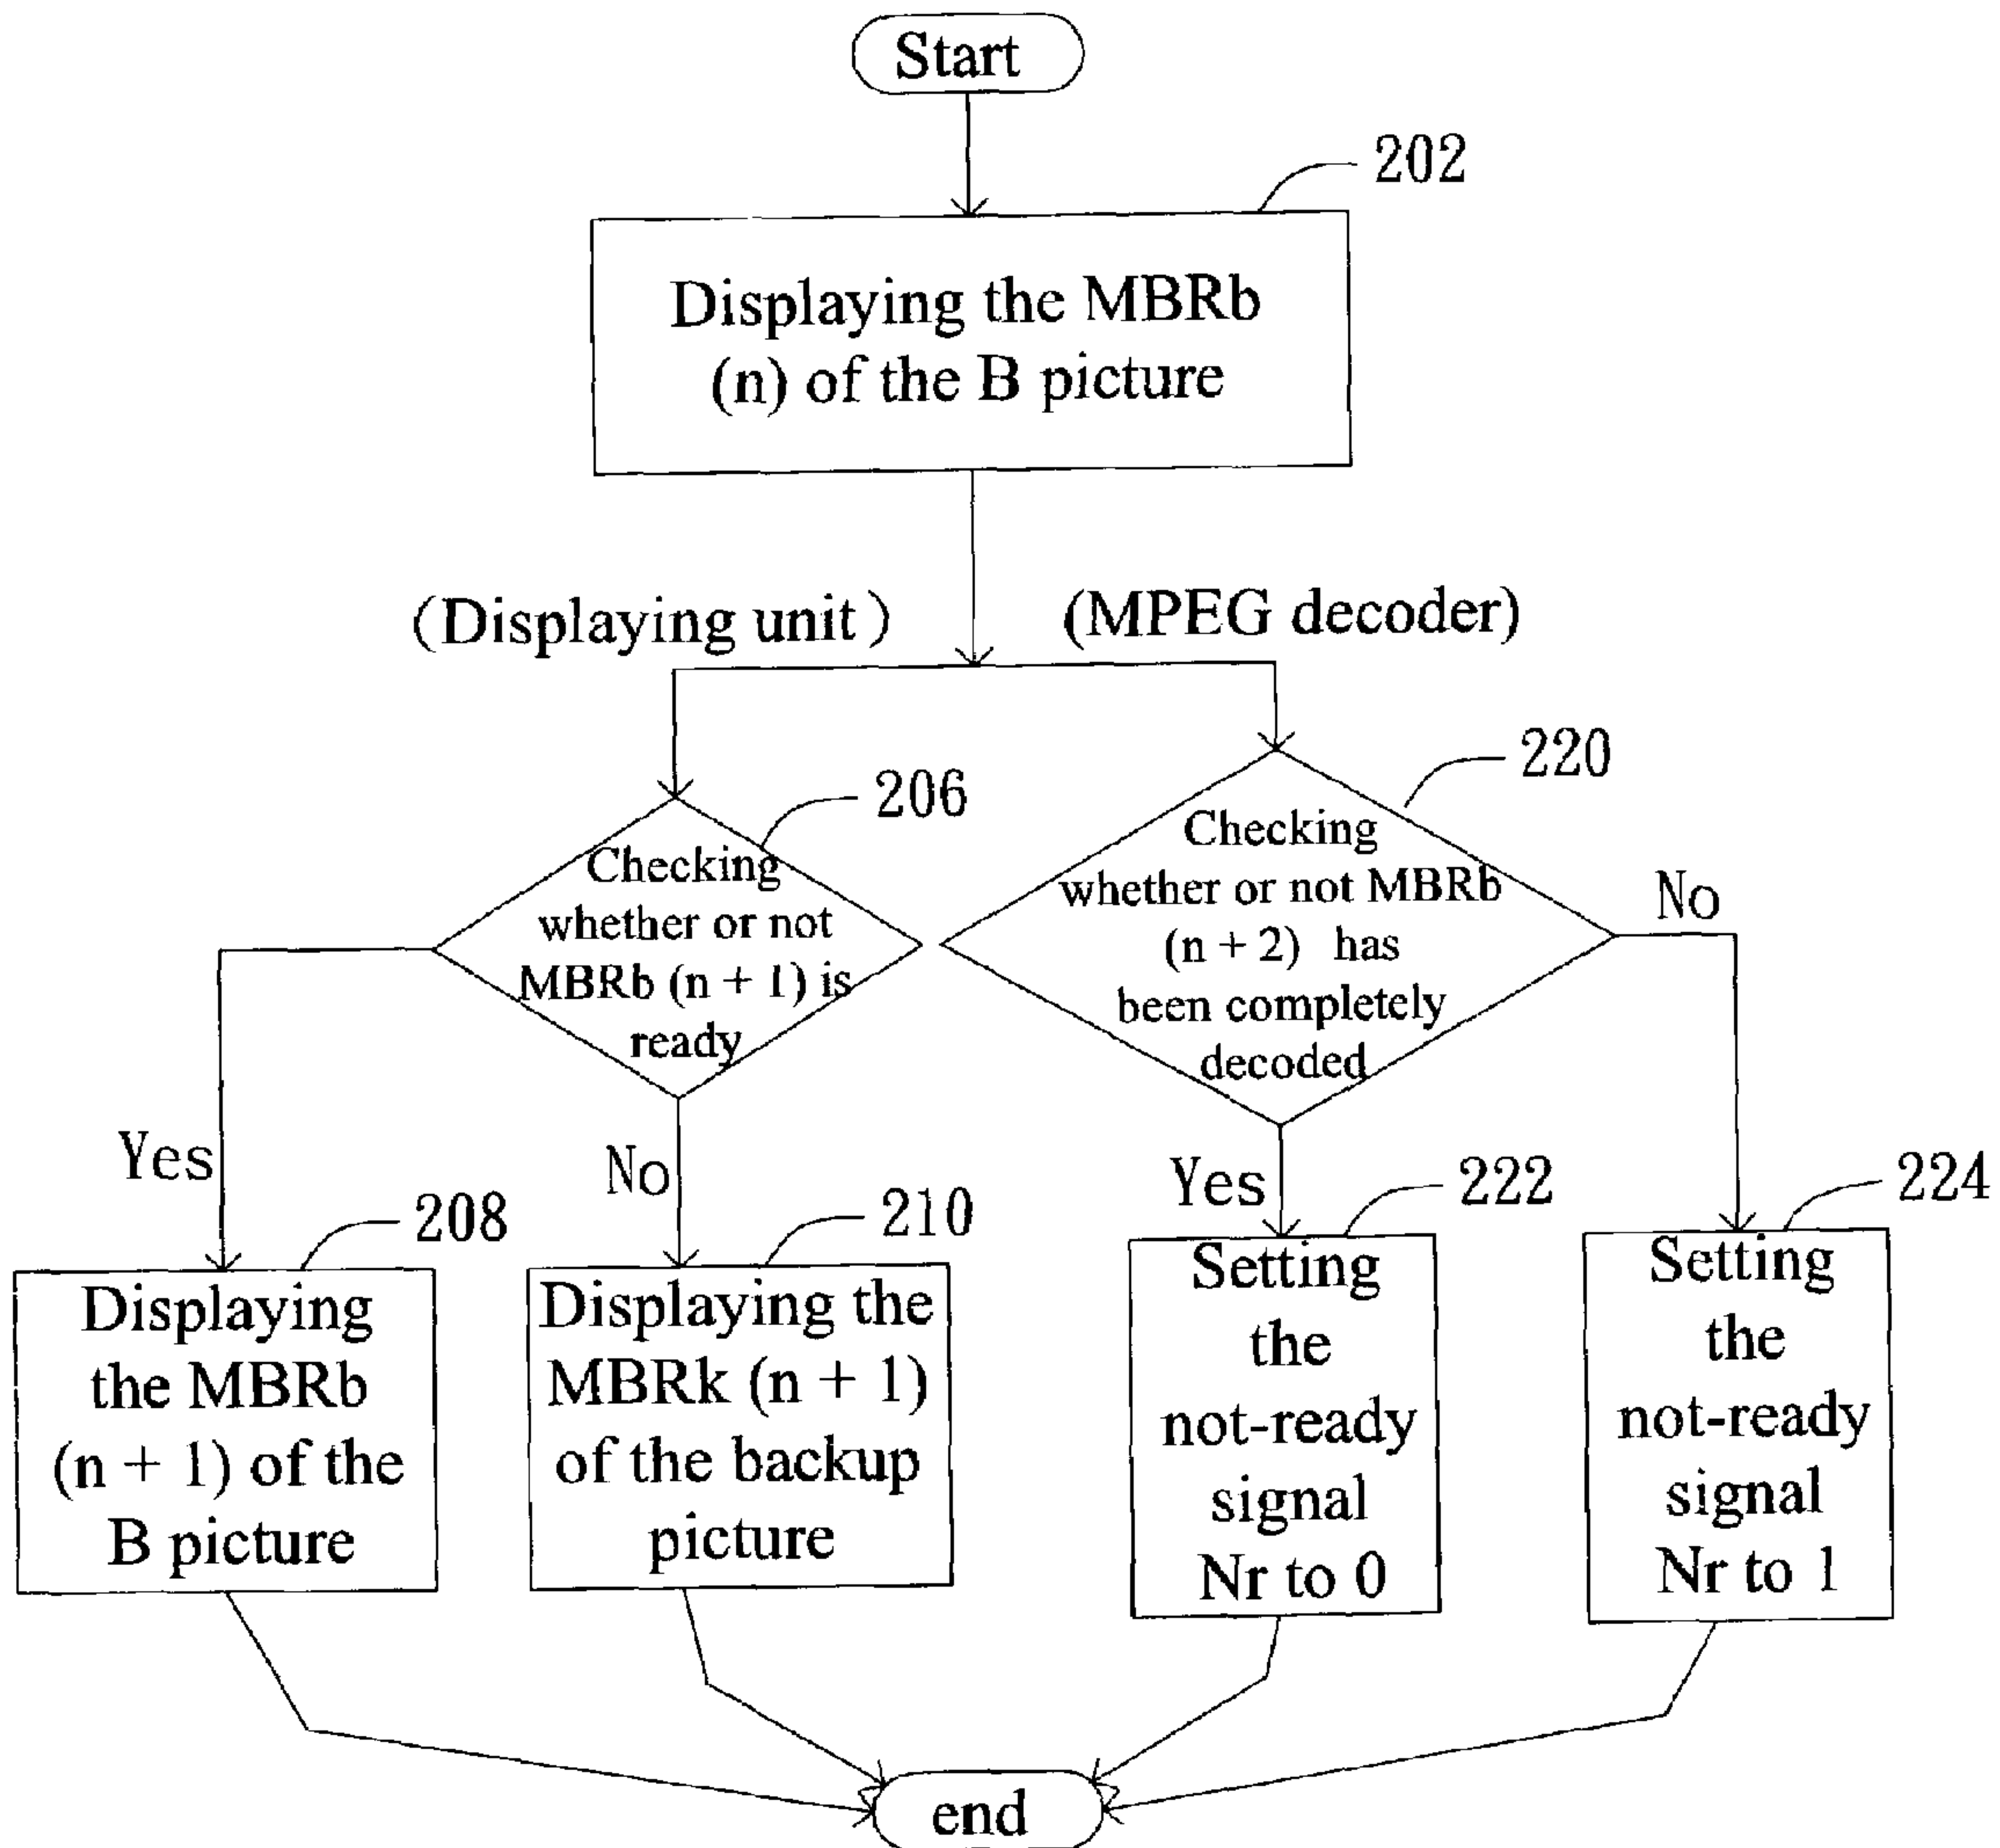 Start
202
Displaying the MBRb
(n) of the B picture
(Displaying unit)
(MPEG decoder)
206
Checking
whether or not
MBRb (n + 1) is
ready
220
Checking
whether or not MBRb
(n + 2) has
been completely
decoded
No
Yes
No
Yes
208
Displaying
the MBRb
(n + 1) of the
B picture
210
Displaying the
MBRk (n + 1)
of the backup
picture
222
Setting
the
not-ready
signal
Nr to 0
224
Setting
the
not-ready
signal
Nr to 1
end